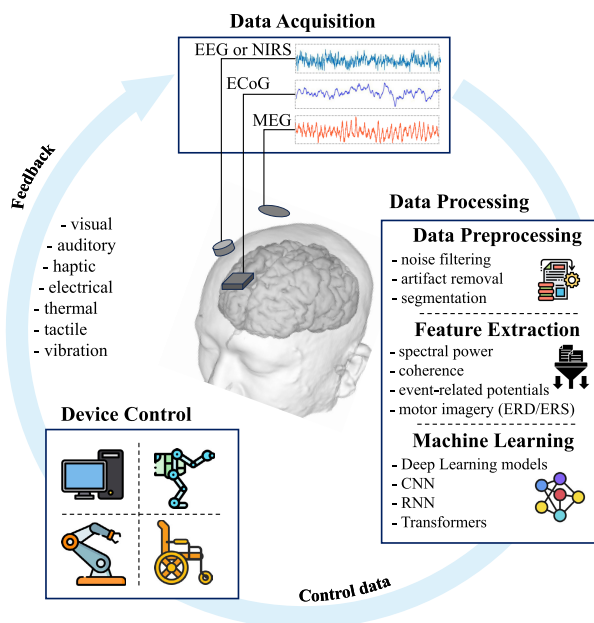 Data Acquisition
EEG or NIRS
ECoG
MEG
Feedback
- visual
- auditory
- haptic
- electrical
- thermal
- tactile
- vibration
Data Processing
Data Preprocessing
- noise filtering
- artifact removal
- segmentation
Feature Extraction
- spectral power
- coherence
- event-related potentials
- motor imagery (ERD/ERS)
Machine Learning
- Deep Learning models
- CNN
- RNN
- Transformers
Device Control
Control data